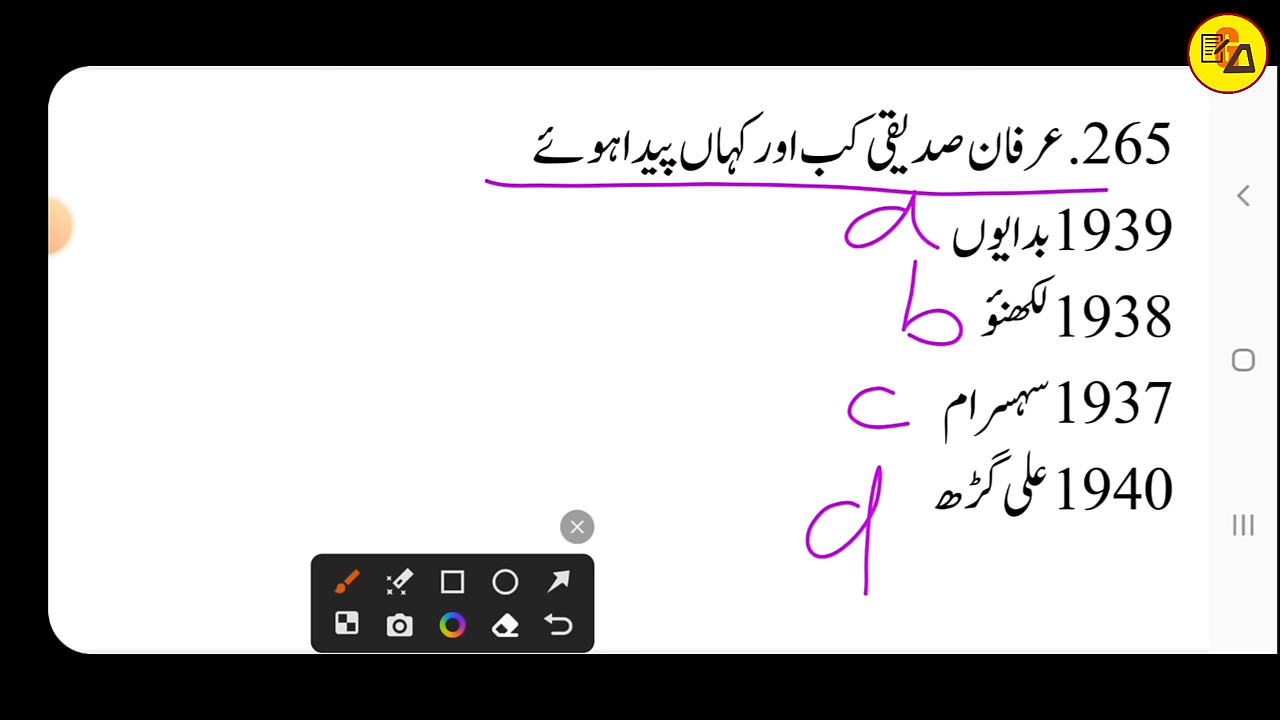 265. عرفان صدیقی کب اور کہاں پیدا ہوئے
1939 بدایوں a
1938 لکھنؤ b
1937 سہسرام c
1940 علی گڑھ d